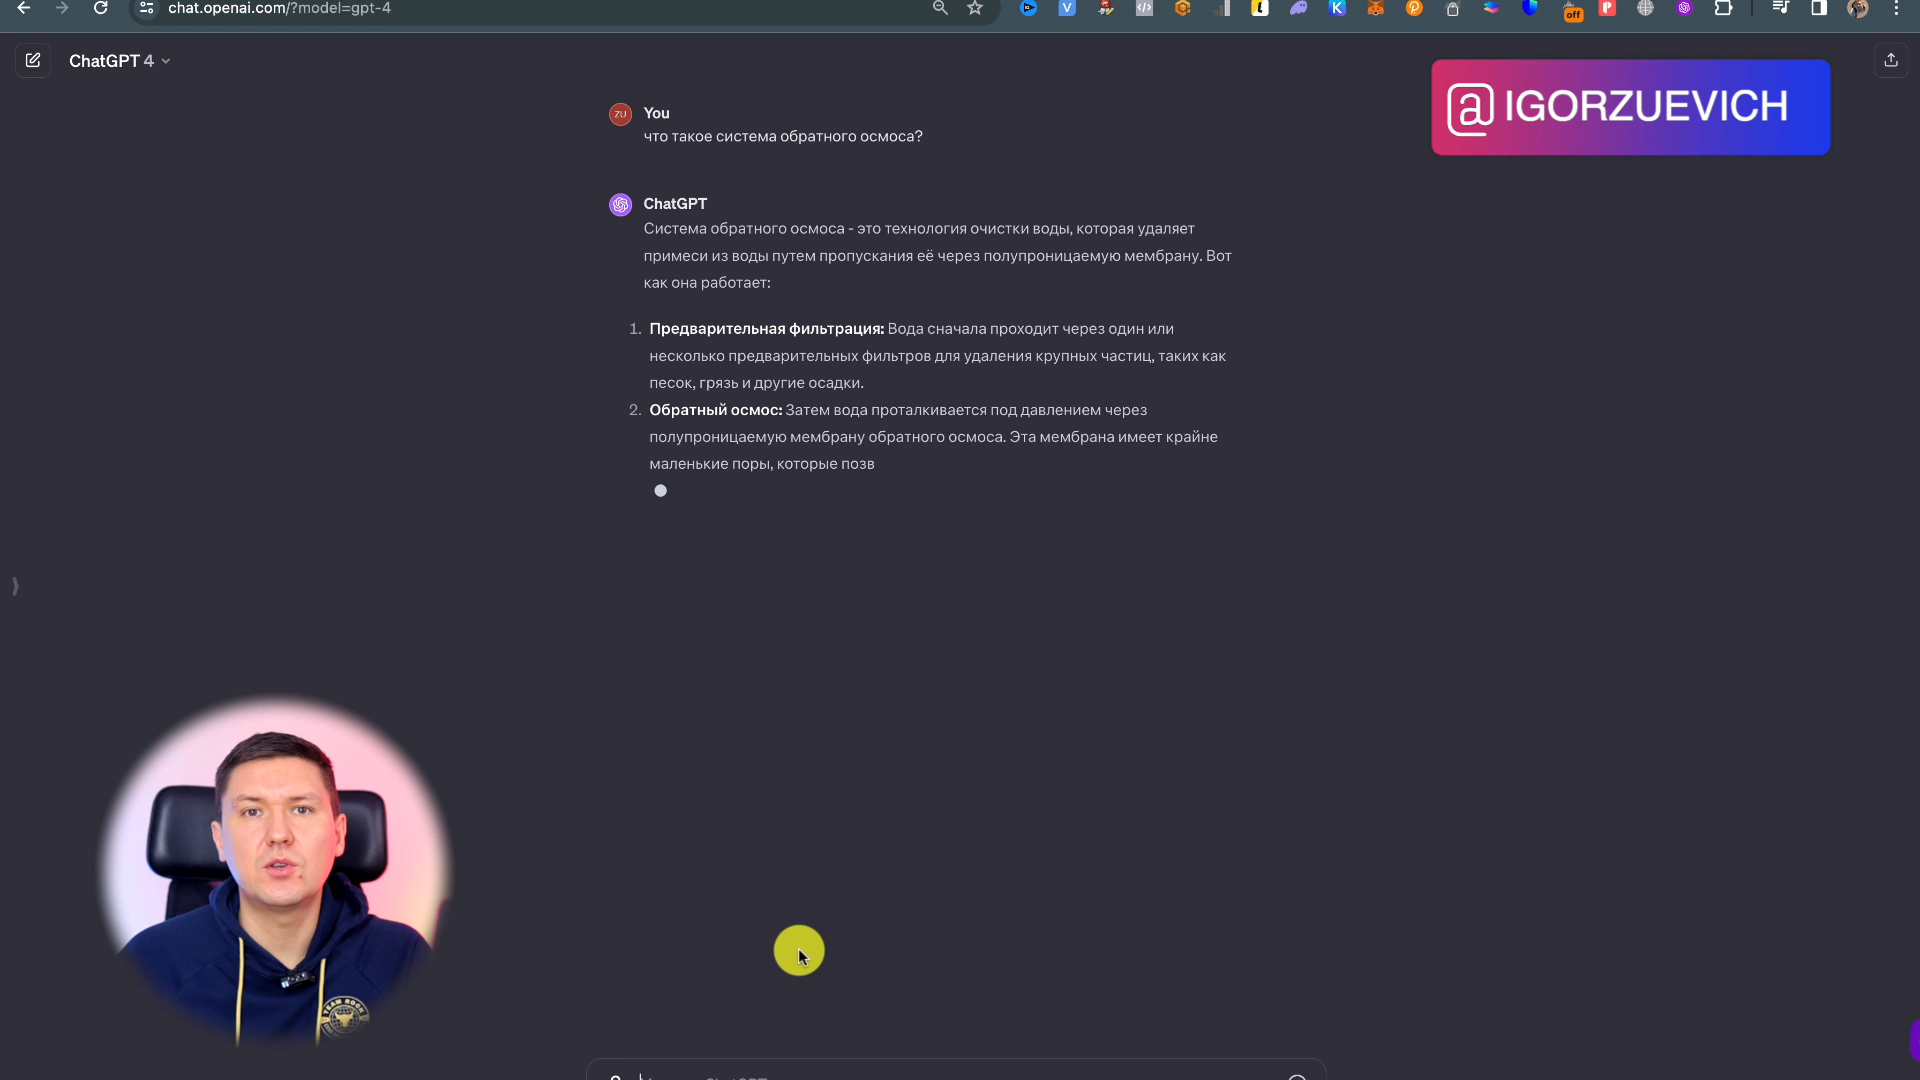 chat.openai.com/?model=gpt-4
off
ChatGPT 4
@IGORZUEVICH
ZU
You
что такое система обратного осмоса?
ChatGPT
Система обратного осмоса - это технология очистки воды, которая удаляет
примеси из воды путем пропускания её через полупроницаемую мембрану. Вот
как она работает:
1. Предварительная фильтрация: Вода сначала проходит через один или
несколько предварительных фильтров для удаления крупных частиц, таких как
песок, грязь и другие осадки.
2. Обратный осмос: Затем вода проталкивается под давлением через
полупроницаемую мембрану обратного осмоса. Эта мембрана имеет крайне
маленькие поры, которые позв
TEAM ROCK